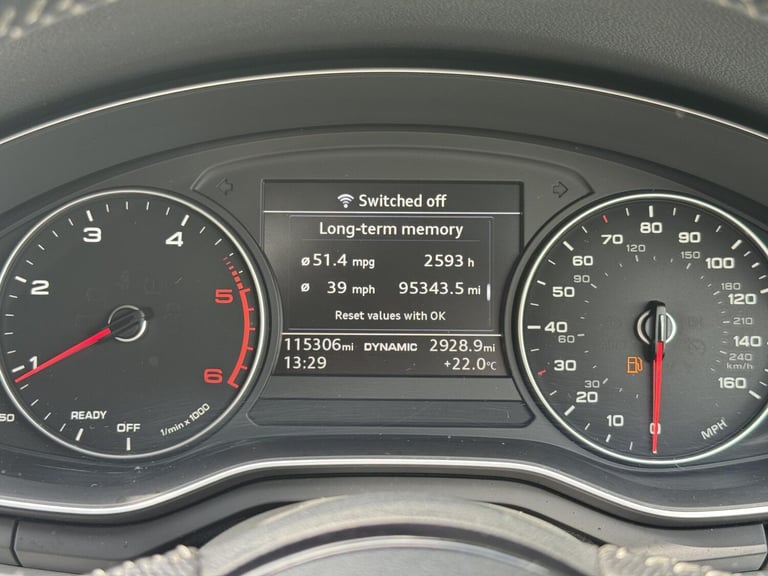 Switched off
Long-term memory
ø 51.4 mpg 2593 h
ø 39 mph 95343.5 mi
Reset values with OK
115306mi DYNAMIC 2928.9mi
13:29 +22.0°C
1
2
3
4
5
6
50
READY
OFF
1/min x 1000
0
10
20
30
40
50
60
70
80
90
100
120
140
160
30
60
90
120
150
180
210
240
km/h
MPH